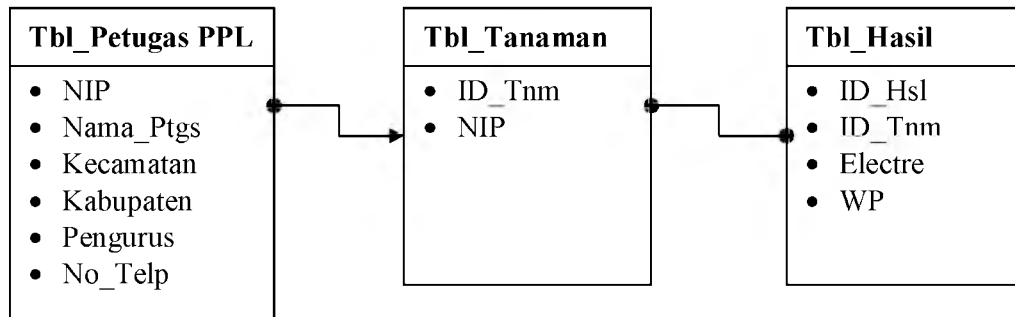 Tbl_Petugas PPL
• NIP
• Nama_Ptgs
• Kecamatan
• Kabupaten
• Pengurus
• No_Telp
Tbl_Tanaman
• ID_Tnm
• NIP
Tbl_Hasil
• ID_Hsl
• ID_Tnm
• Electre
• WP